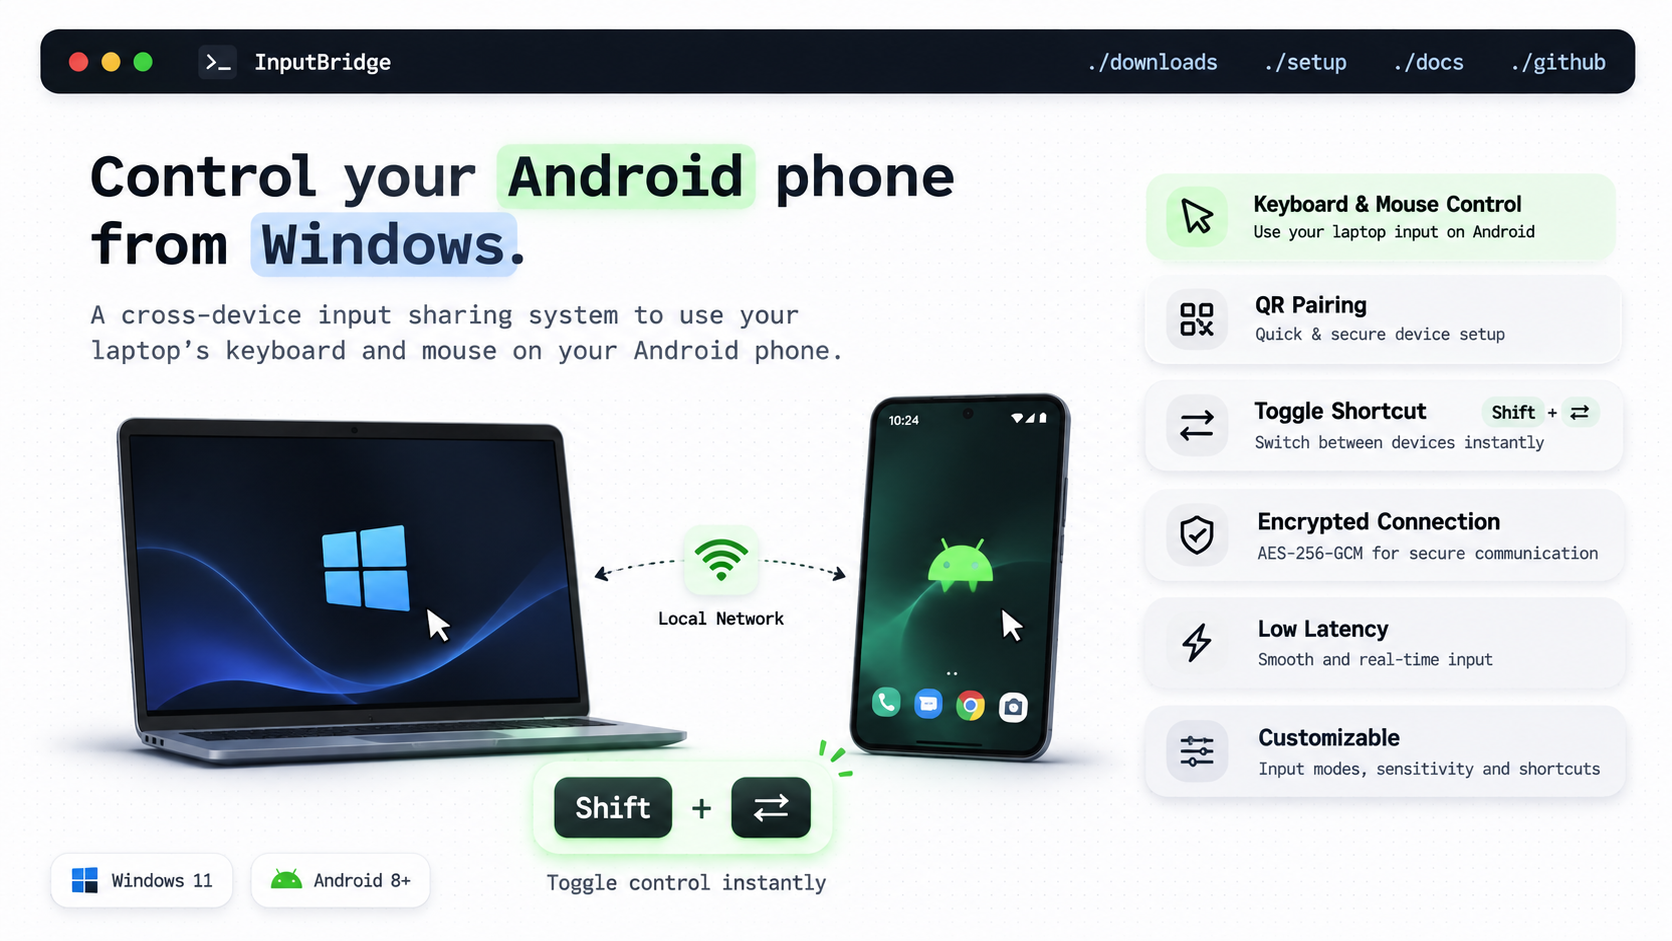 InputBridge
./downloads
./setup
./docs
./github
Control your Android phone
from Windows.
A cross-device input sharing system to use your
laptop’s keyboard and mouse on your Android phone.
10:24
Local Network
Shift + ⇄
Toggle control instantly
Windows 11
Android 8+
Keyboard & Mouse Control
Use your laptop input on Android
QR Pairing
Quick & secure device setup
Toggle Shortcut
Shift + ⇄
Switch between devices instantly
Encrypted Connection
AES-256-GCM for secure communication
Low Latency
Smooth and real-time input
Customizable
Input modes, sensitivity and shortcuts